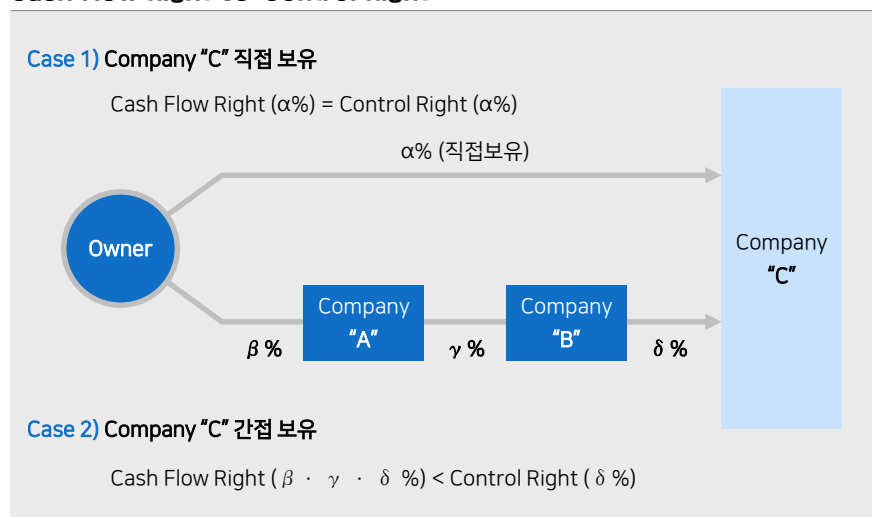 Case 1) Company “C” 직접 보유
Cash Flow Right (α%) = Control Right (α%)
α% (직접보유)
Owner
Company
“C”
Company
“A”
Company
“B”
β %
γ %
δ %
Case 2) Company “C” 간접 보유
Cash Flow Right ( β · γ · δ %) < Control Right ( δ %)